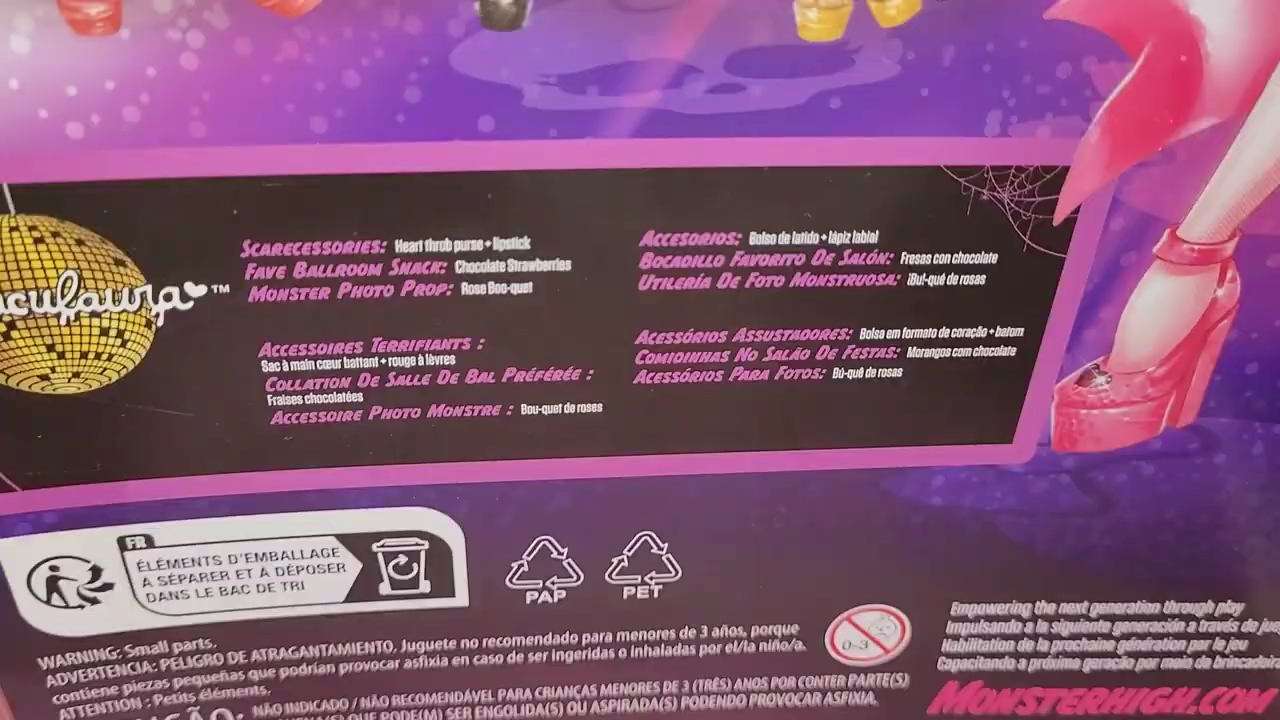 SCARECESSORIES: Heart throb purse + lipstick
FAVE BALLROOM SNACK: Chocolate Strawberries
MONSTER PHOTO PROP: Rose Boo-quet
ACCESSOIRES TERRIFIANTS :
Sac à main cœur battant + rouge à lèvres
COLLATION DE SALLE DE BAL PRÉFÉRÉE :
Fraises chocolatées
ACCESSOIRE PHOTO MONSTRE : Bou-quet de roses
ACCESORIOS: Bolso de latido + lápiz labial
BOCADILLO FAVORITO DE SALÓN: Fresas con chocolate
UTILERÍA DE FOTO MONSTRUOSA: ¡Bu!-qué de rosas
ACESSÓRIOS ASSUSTADORES: Bolsa em formato de coração + batom
COMIDINHAS NO SALÃO DE FESTAS: Morangos com chocolate
ACESSÓRIOS PARA FOTOS: Bú-quê de rosas
aculaura™
FR
ÉLÉMENTS D'EMBALLAGE
À SÉPARER ET À DÉPOSER
DANS LE BAC DE TRI
PAP
PET
WARNING: Small parts.
ADVERTENCIA: PELIGRO DE ATRAGANTAMIENTO. Juguete no recomendado para menores de 3 años, porque
contiene piezas pequeñas que podrían provocar asfixia en caso de ser ingeridas o inhaladas por el/la niño/a.
ATTENTION : Petits éléments.
NÃO INDICADO / NÃO RECOMENDÁVEL PARA CRIANÇAS MENORES DE 3 (TRÊS) ANOS POR CONTER PARTE(S)
QUE PODE(M) SER ENGOLIDA(S) OU ASPIRADA(S) PODENDO PROVOCAR ASFIXIA.
0-3
Empowering the next generation through play
Impulsando a la siguiente generación a través de jue
Habilitation de la prochaine génération par le jeu
Capacitando a próxima geração por meio da brincadeira
MONSTERHIGH.COM